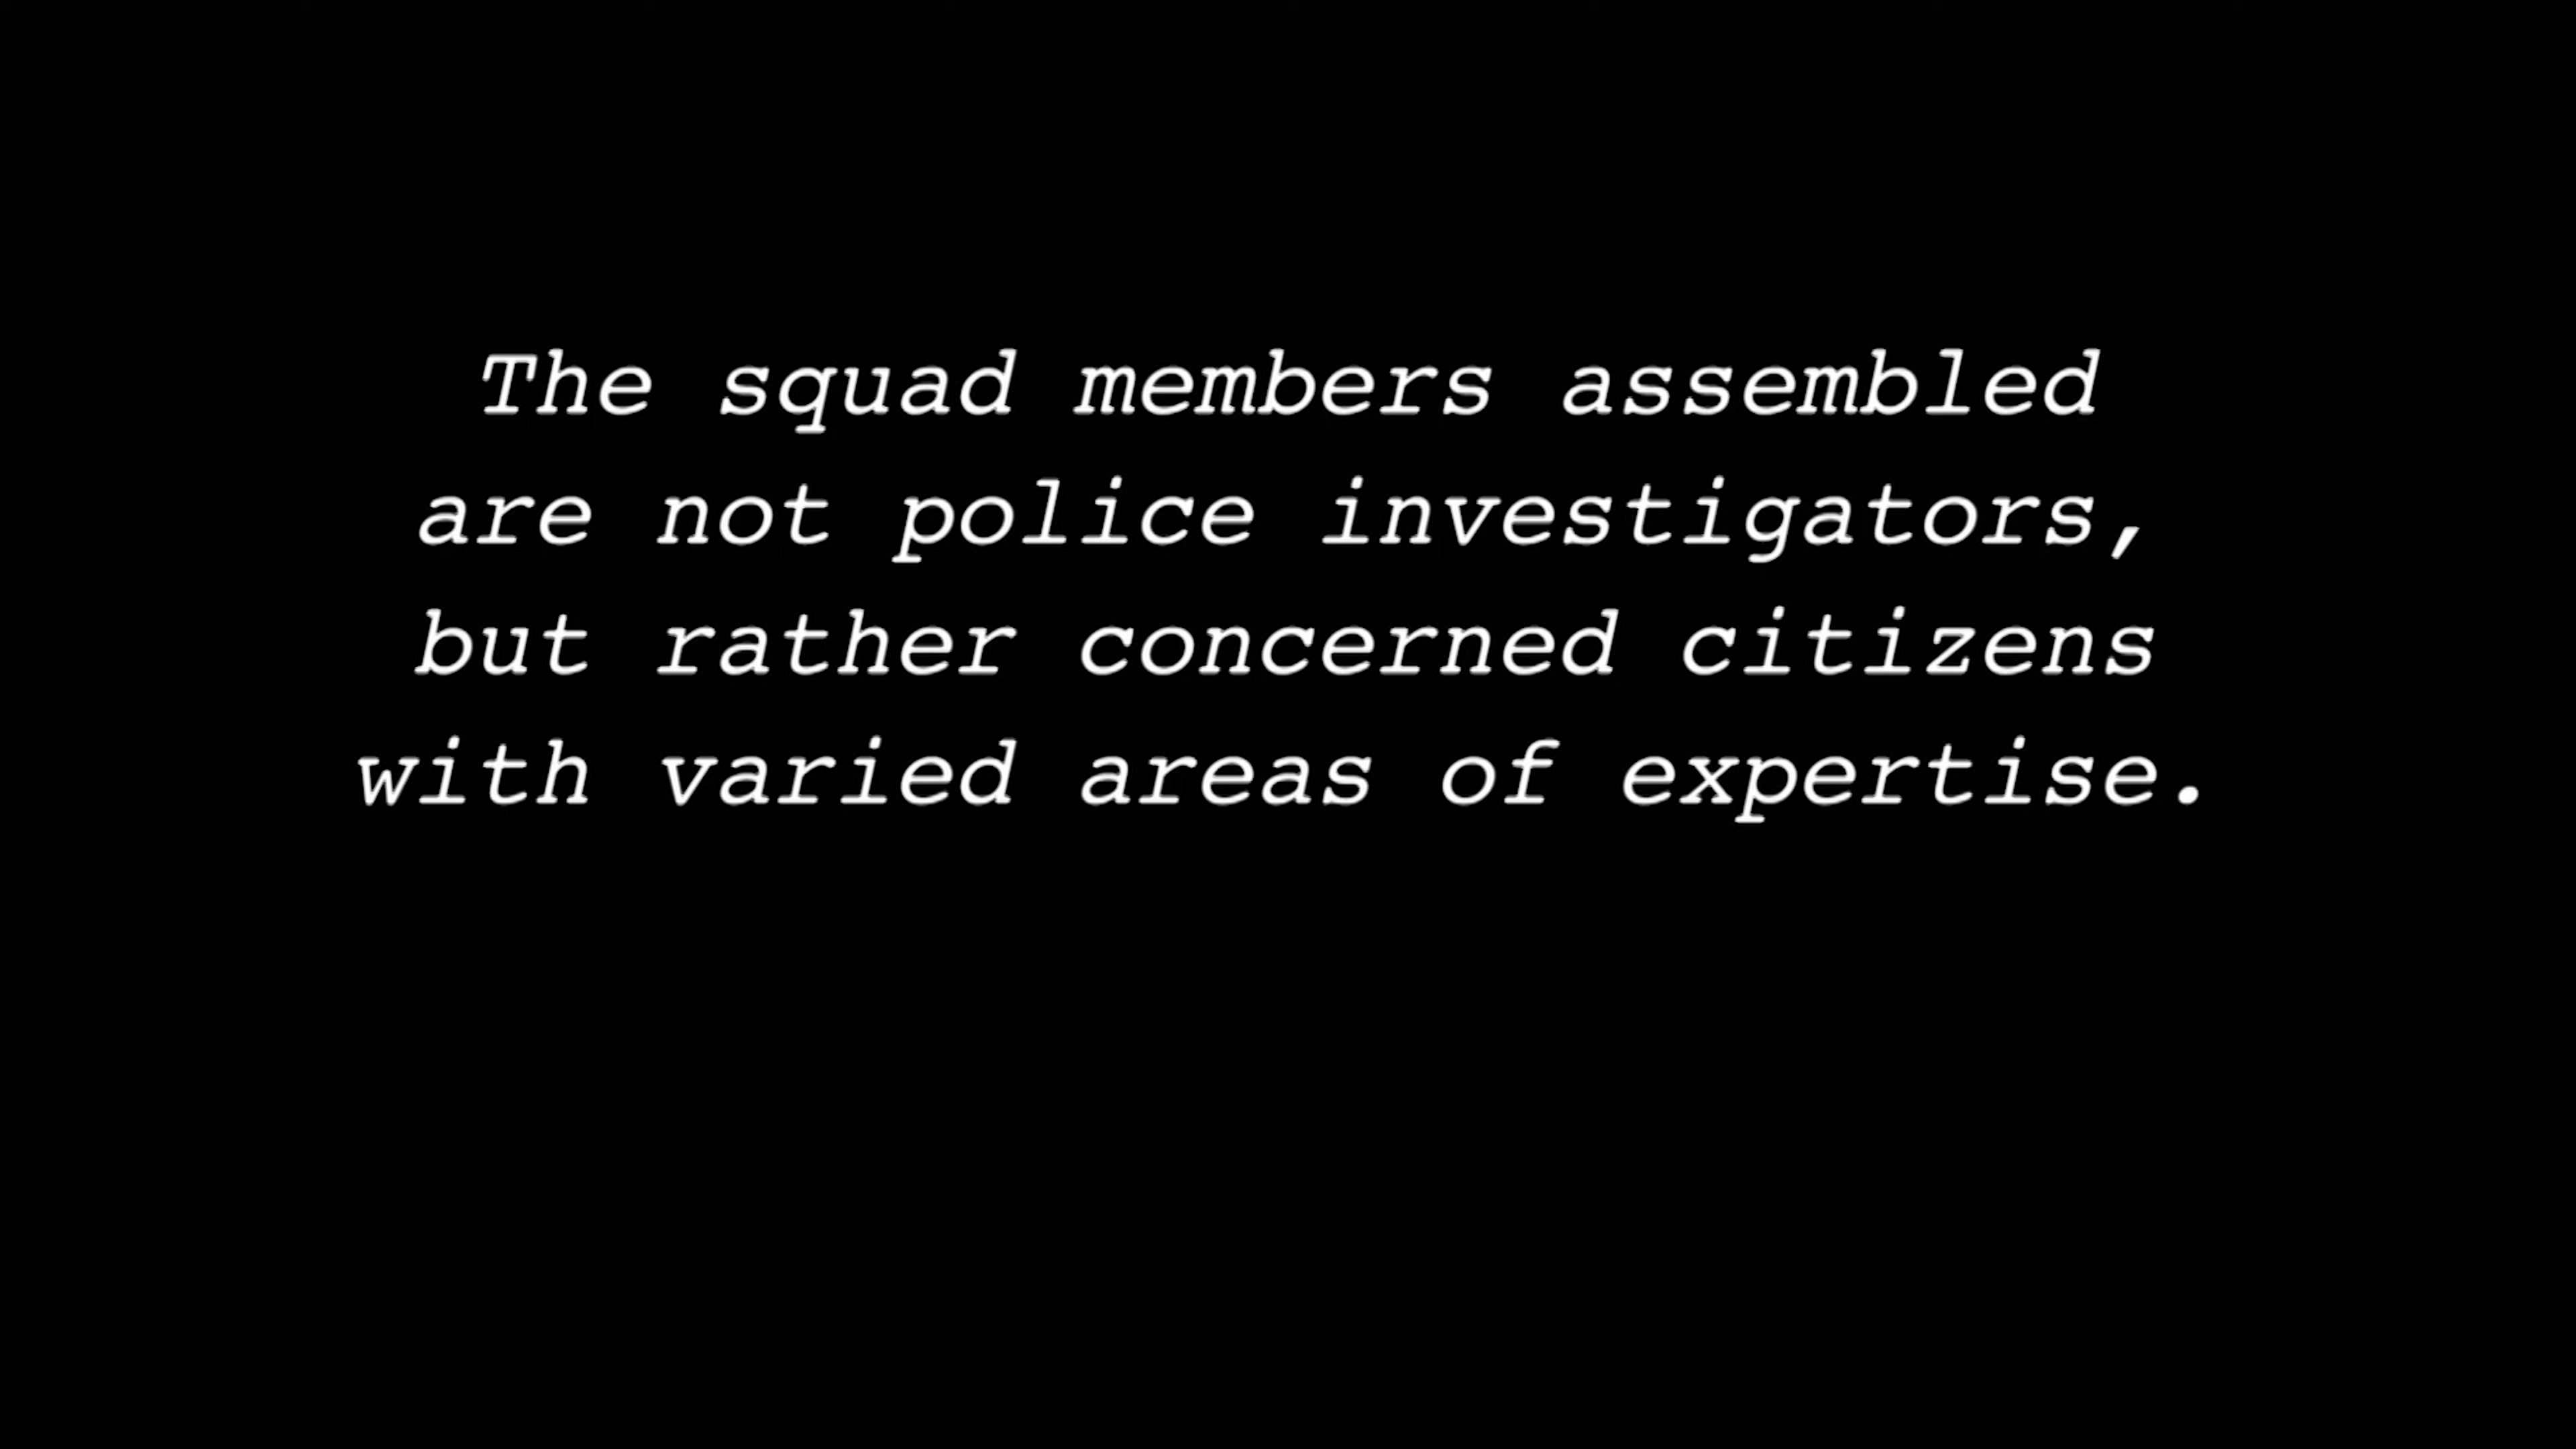 The squad members assembled
are not police investigators,
but rather concerned citizens
with varied areas of expertise.